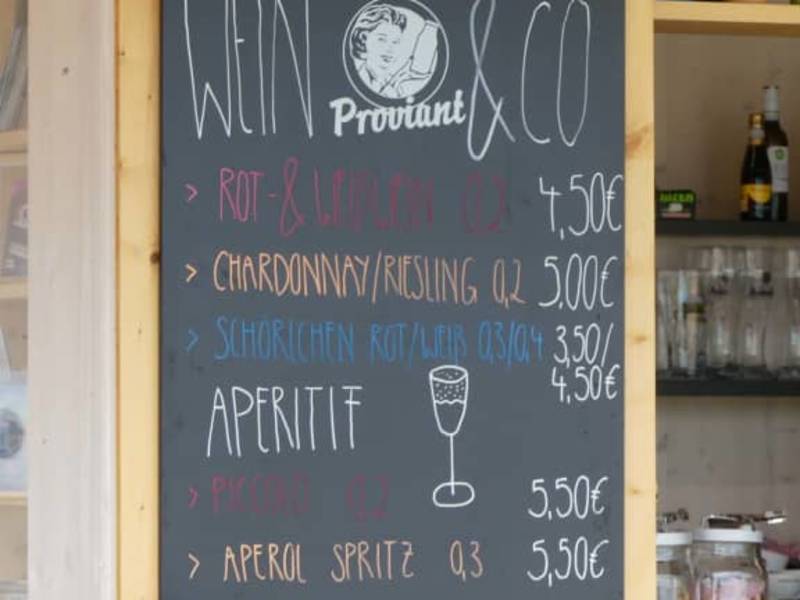 WEIN & CO
Proviant
> ROT-& WEIßWEIN 0,2 4,50€
> CHARDONNAY/RIESLING 0,2 5,00€
> SCHÖRLCHEN ROT/WEIß 0,3/0,4 3,50/
4,50€
APERITIF
> PICCOLO 0,2 5,50€
> APEROL SPRITZ 0,3 5,50€